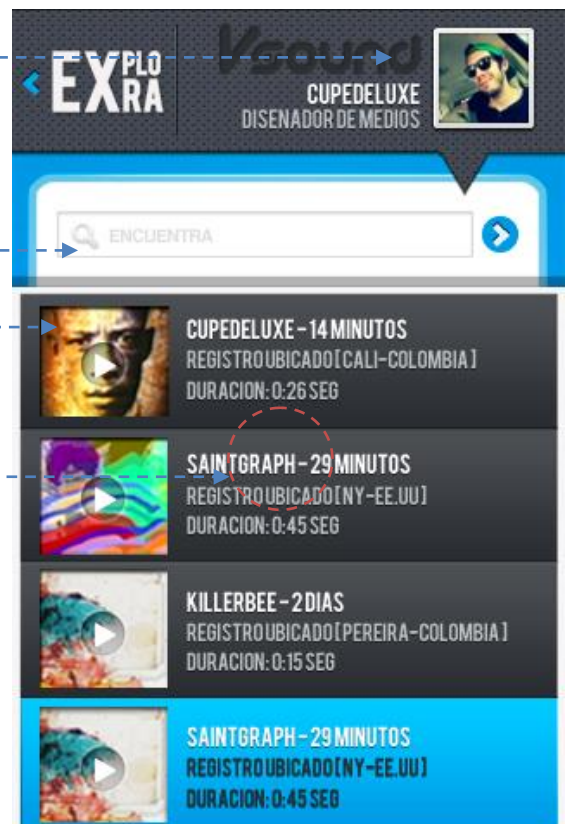 EXPLORA
Vsound
CUPEDELUXE
DISENADOR DE MEDIOS
ENCUENTRA
CUPEDELUXE - 14 MINUTOS
REGISTRO UBICADO [ CALI-COLOMBIA ]
DURACION: 0:26 SEG
SAINTGRAPH - 29 MINUTOS
REGISTRO UBICADO [ NY-EE.UU ]
DURACION: 0:45 SEG
KILLERBEE - 2 DIAS
REGISTRO UBICADO [ PEREIRA-COLOMBIA ]
DURACION: 0:15 SEG
SAINTGRAPH - 29 MINUTOS
REGISTRO UBICADO [ NY-EE.UU ]
DURACION: 0:45 SEG